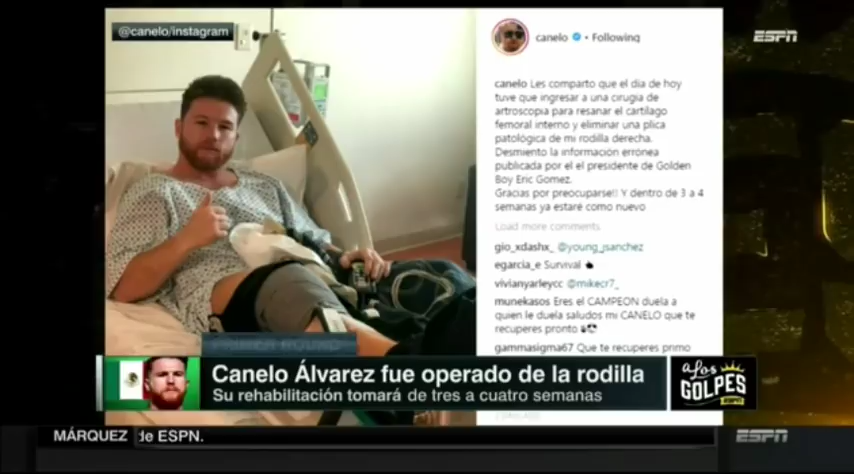 @canelo/instagram
canelo • Following
ESPN
canelo Les comparto que el dia de hoy
tuve que ingresar a una cirugia de
artroscopia para resanar el cartilago
femoral interno y eliminar una plica
patológica de mi rodilla derecha.
Desmiento la información errónea
publicada por el el presidente de Golden
Boy Eric Gomez.
Gracias por preocuparse!! Y dentro de 3 a 4
semanas ya estaré como nuevo
Load more comments
gio_xdashx_ @young_jsanchez
egarcia_e Survival
vivianyarleycc @mikecr7_
munekasos Eres el CAMPEON duela a
quien le duela saludos mi CANELO que te
recuperes pronto
gammasigma67 Que te recuperes primo
PRIMER ROUND
Canelo Álvarez fue operado de la rodilla
Su rehabilitación tomará de tres a cuatro semanas
a los
GOLPES
ESPN
MÁRQUEZ de ESPN.
ESPN